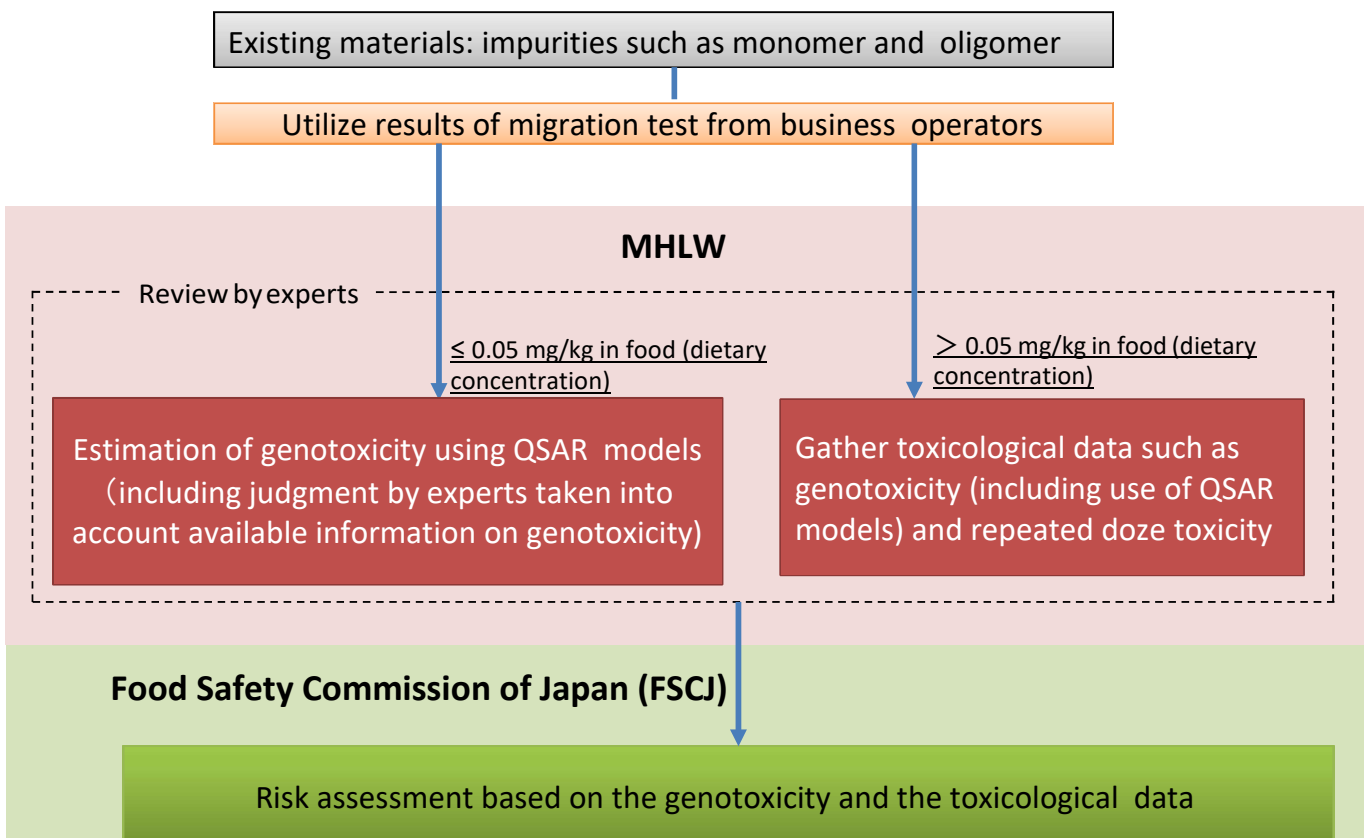 Existing materials: impurities such as monomer and oligomer
Utilize results of migration test from business operators
MHLW
Review by experts
≤ 0.05 mg/kg in food (dietary
concentration)
＞ 0.05 mg/kg in food (dietary
concentration)
Estimation of genotoxicity using QSAR models
（including judgment by experts taken into
account available information on genotoxicity)
Gather toxicological data such as
genotoxicity (including use of QSAR
models) and repeated doze toxicity
Food Safety Commission of Japan (FSCJ)
Risk assessment based on the genotoxicity and the toxicological data